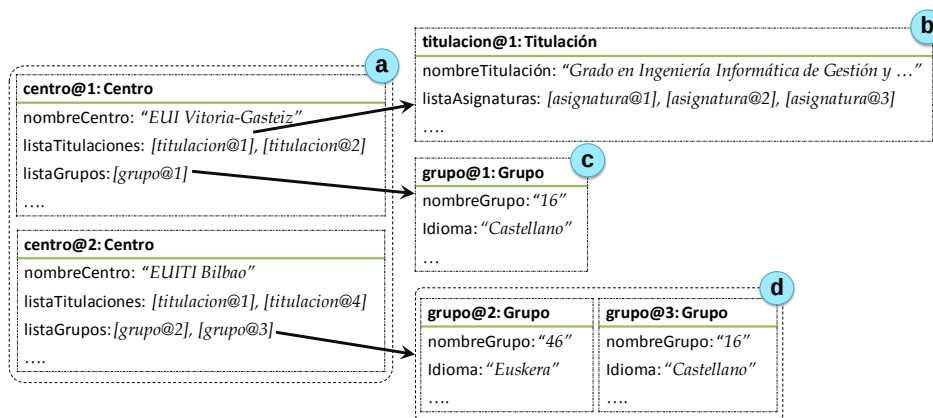 a
centro@1: Centro
nombreCentro: “EUI Vitoria-Gasteiz”
listaTitulaciones: [titulacion@1], [titulacion@2]
listaGrupos: [grupo@1]
….
centro@2: Centro
nombreCentro: “EUITI Bilbao”
listaTitulaciones: [titulacion@1], [titulacion@4]
listaGrupos: [grupo@2], [grupo@3]
….
b
titulacion@1: Titulación
nombreTitulación: “Grado en Ingeniería Informática de Gestión y …”
listaAsignaturas: [asignatura@1], [asignatura@2], [asignatura@3]
….
c
grupo@1: Grupo
nombreGrupo: “16”
Idioma: “Castellano”
…
d
grupo@2: Grupo
nombreGrupo: “46”
Idioma: “Euskera”
….
grupo@3: Grupo
nombreGrupo: “16”
Idioma: “Castellano”
….